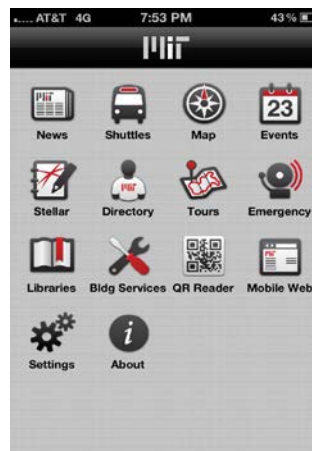 ..... AT&T 4G 7:53 PM 43%
MIT
News Shuttles Map Events
23
Stellar Directory Tours Emergency
Libraries Bldg Services QR Reader Mobile Web
Settings About